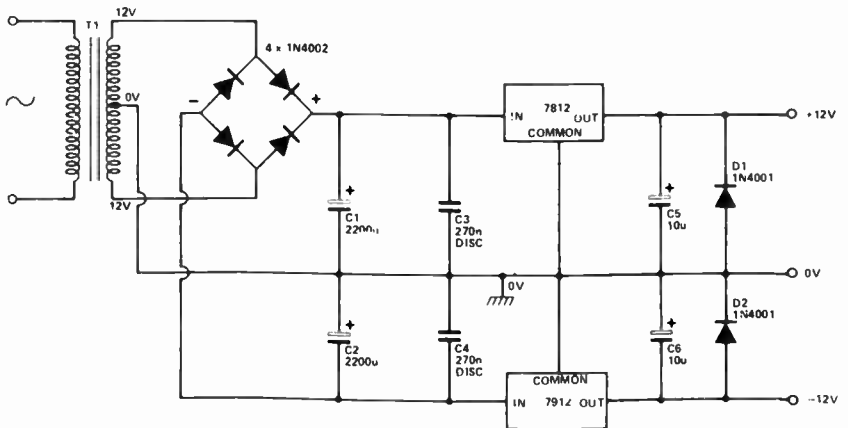 12V
T1
4 x 1N4002
0V
12V
−
+
IN
7812
OUT
COMMON
+12V
+
C1
2200u
C3
270n
DISC
+
C5
10u
D1
1N4001
0V
0V
+
C2
2200u
C4
270n
DISC
+
C6
10u
D2
1N4001
COMMON
IN
7912
OUT
−12V